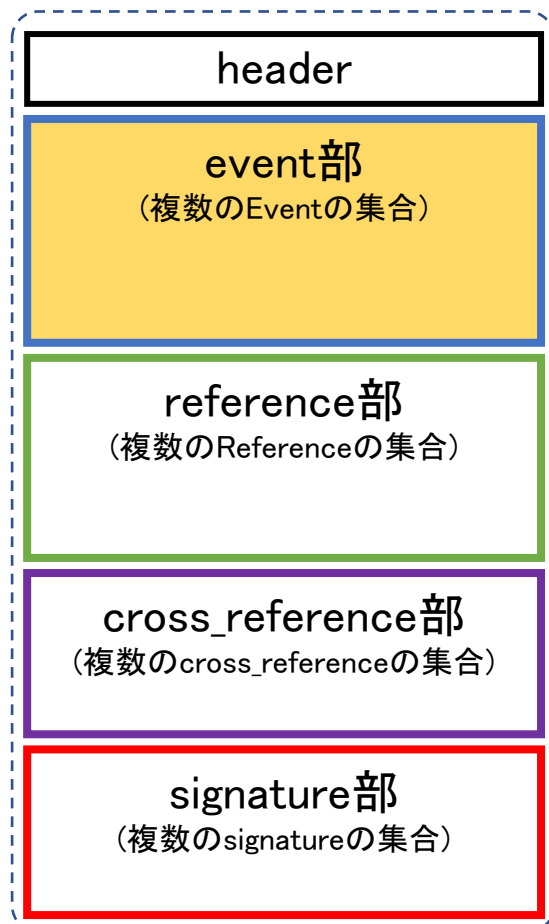 header
event部
(複数のEventの集合)
reference部
(複数のReferenceの集合)
cross_reference部
(複数のcross_referenceの集合)
signature部
(複数のsignatureの集合)